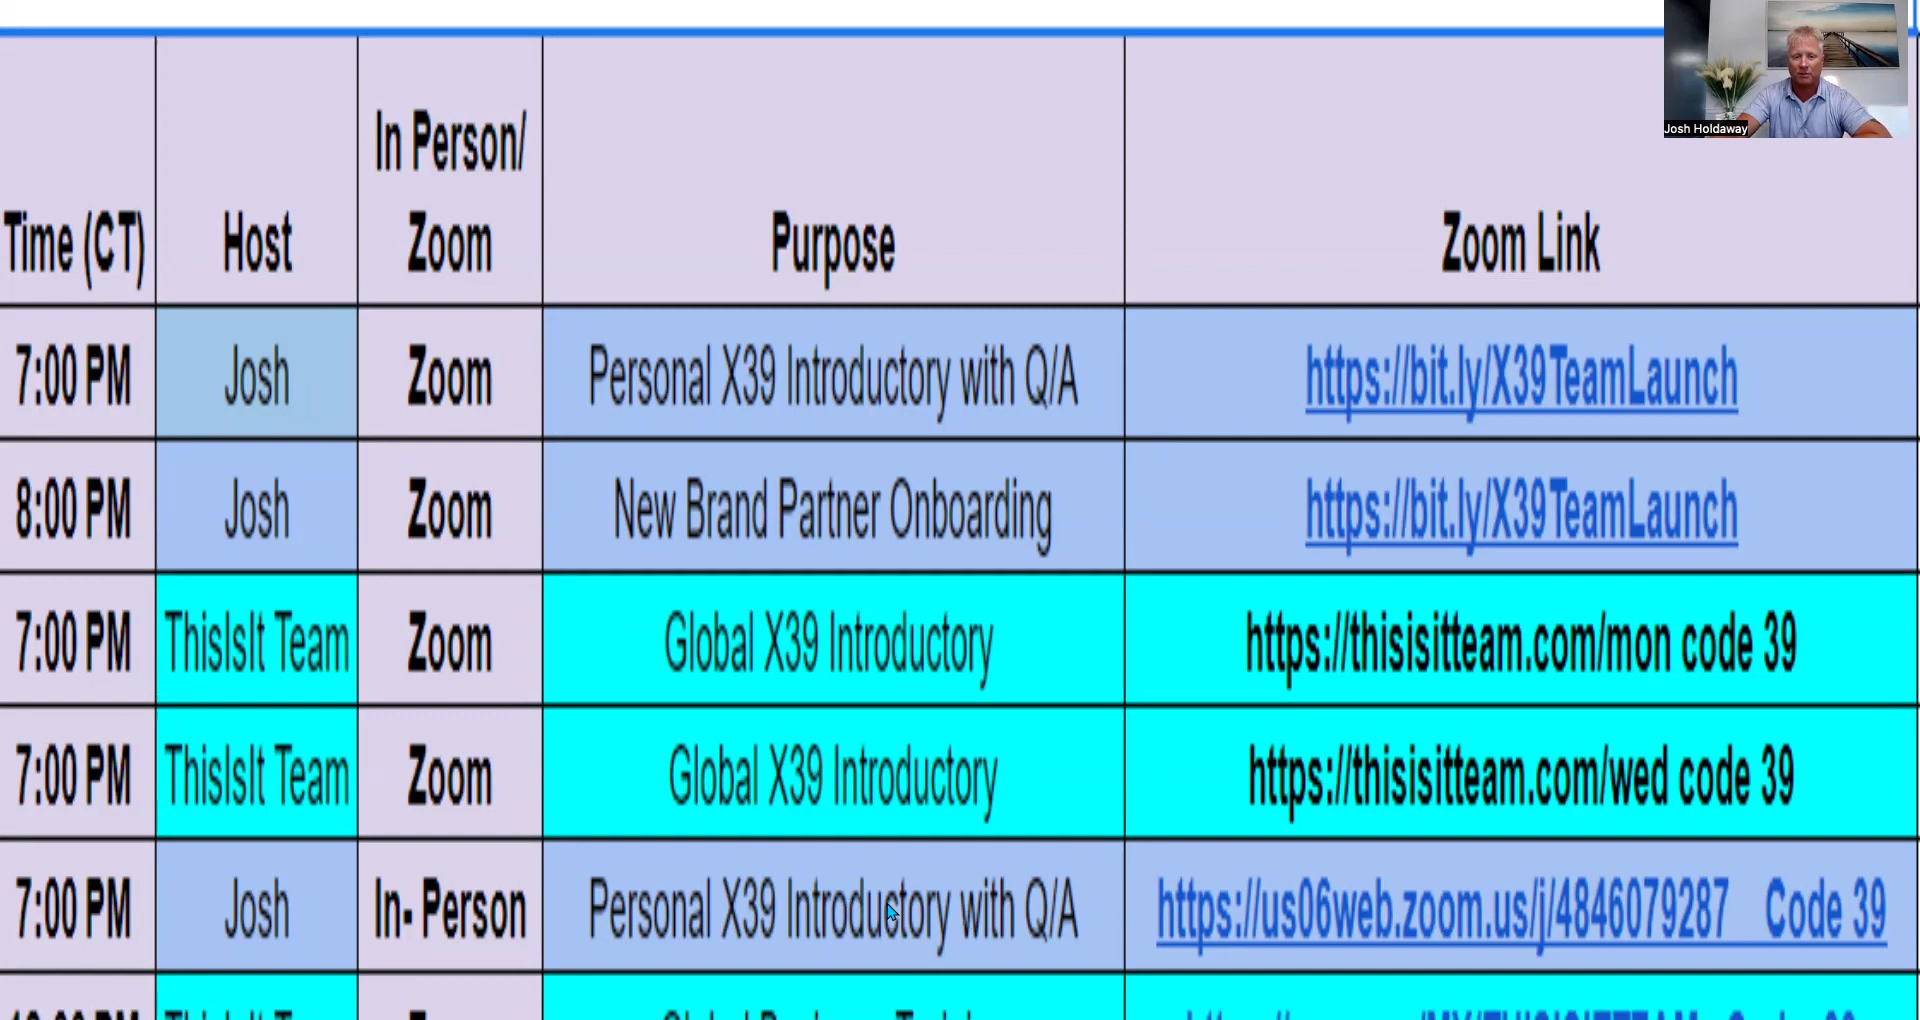 Josh Holdaway
Time (CT) Host In Person/ Zoom Purpose Zoom Link
7:00 PM Josh Zoom Personal X39 Introductory with Q/A https://bit.ly/X39TeamLaunch
8:00 PM Josh Zoom New Brand Partner Onboarding https://bit.ly/X39TeamLaunch
7:00 PM ThisIsIt Team Zoom Global X39 Introductory https://thisisitteam.com/mon code 39
7:00 PM ThisIsIt Team Zoom Global X39 Introductory https://thisisitteam.com/wed code 39
7:00 PM Josh In- Person Personal X39 Introductory with Q/A https://us06web.zoom.us/j/4846079287 Code 39